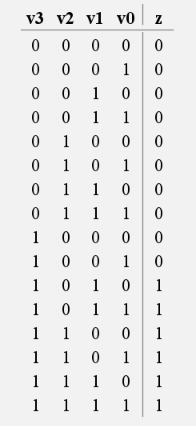 v3 v2 v1 v0 z
0 0 0 0 0
0 0 0 1 0
0 0 1 0 0
0 0 1 1 0
0 1 0 0 0
0 1 0 1 0
0 1 1 0 0
0 1 1 1 0
1 0 0 0 0
1 0 0 1 0
1 0 1 0 1
1 0 1 1 1
1 1 0 0 1
1 1 0 1 1
1 1 1 0 1
1 1 1 1 1